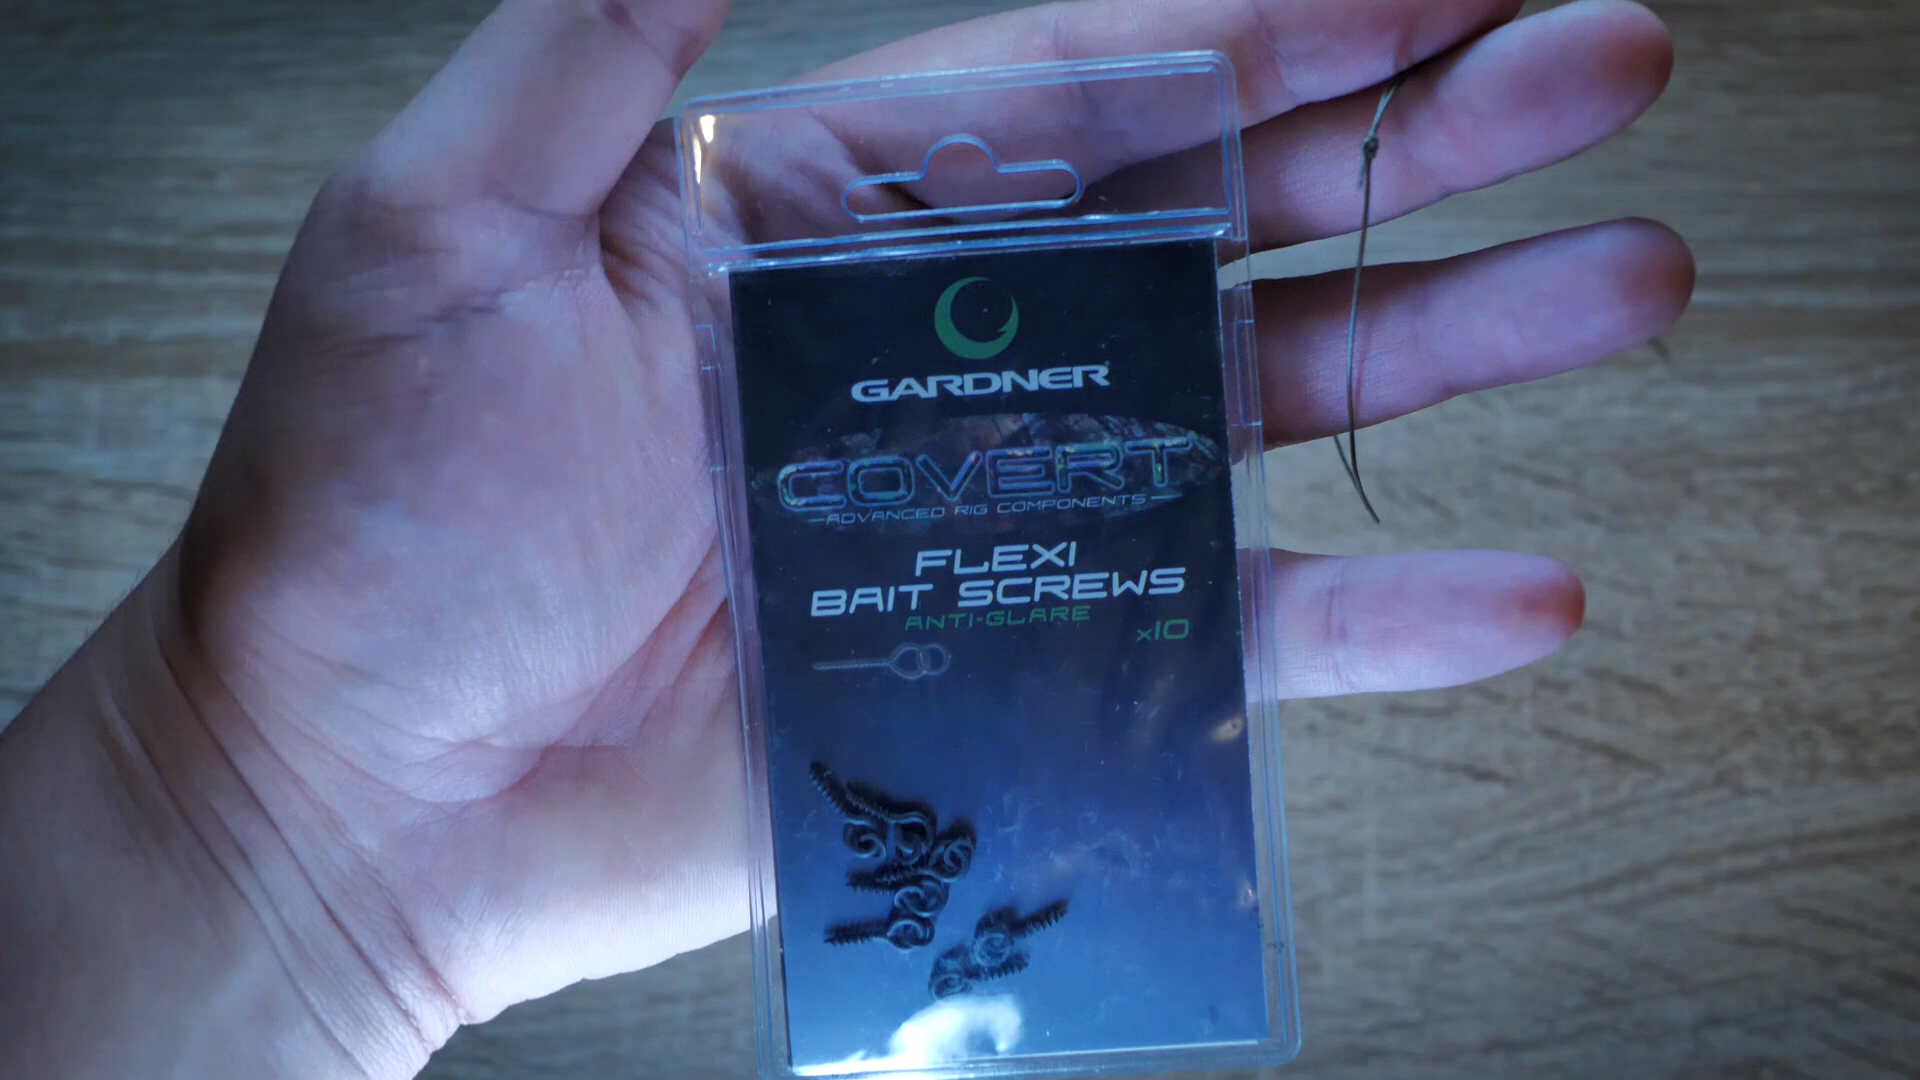 GARDNER
COVERT
ADVANCED RIG COMPONENTS
FLEXI
BAIT SCREWS
ANTI-GLARE
x10